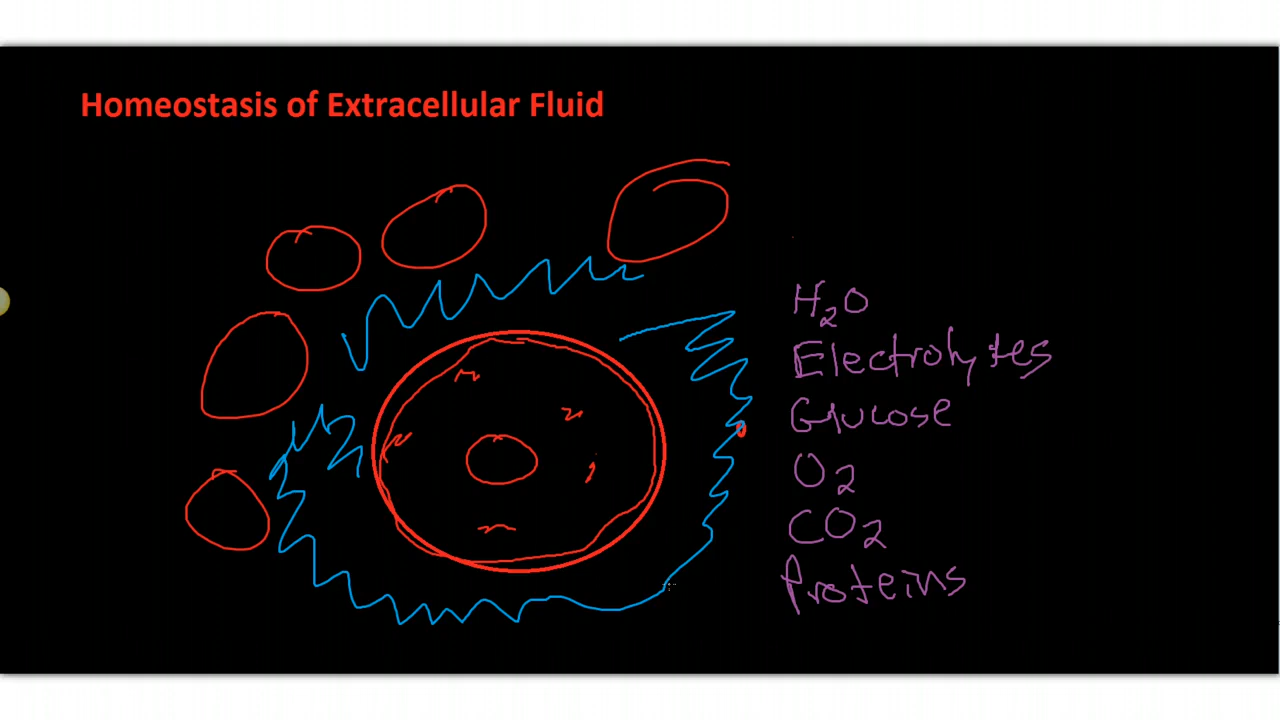 Homeostasis of Extracellular Fluid
H2O
Electrolytes
Glucose
O2
CO2
Proteins